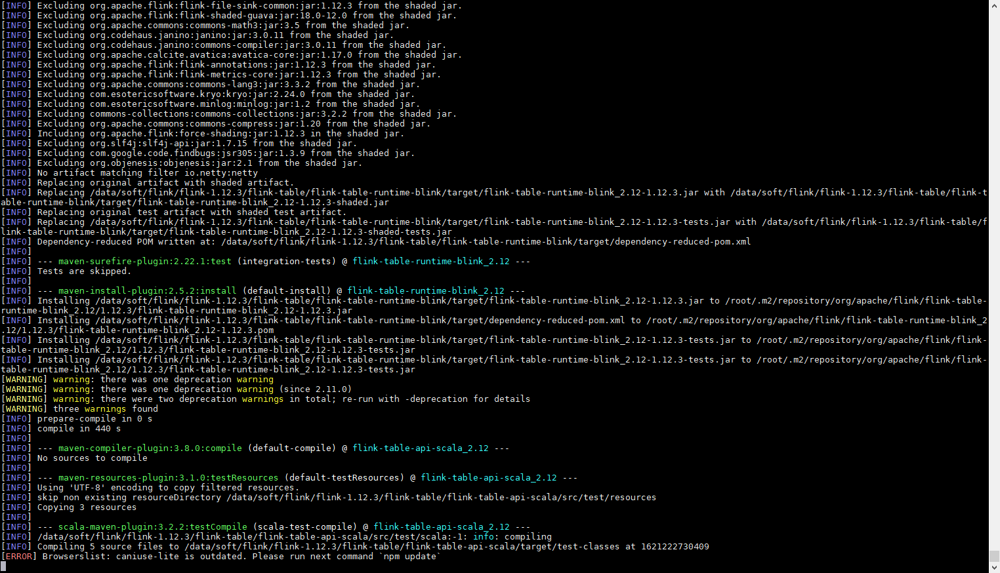 [INFO] Excluding org.apache.flink:flink-file-sink-common:jar:1.12.3 from the shaded jar.
[INFO] Excluding org.apache.flink:flink-shaded-guava:jar:18.0-12.0 from the shaded jar.
[INFO] Excluding org.apache.commons:commons-math3:jar:3.5 from the shaded jar.
[INFO] Excluding org.codehaus.janino:janino:jar:3.0.11 from the shaded jar.
[INFO] Excluding org.codehaus.janino:commons-compiler:jar:3.0.11 from the shaded jar.
[INFO] Excluding org.apache.calcite.avatica:avatica-core:jar:1.17.0 from the shaded jar.
[INFO] Excluding org.apache.flink:flink-annotations:jar:1.12.3 from the shaded jar.
[INFO] Excluding org.apache.flink:flink-metrics-core:jar:1.12.3 from the shaded jar.
[INFO] Excluding org.apache.commons:commons-lang3:jar:3.3.2 from the shaded jar.
[INFO] Excluding com.esotericsoftware.kryo:kryo:jar:2.24.0 from the shaded jar.
[INFO] Excluding com.esotericsoftware.minlog:minlog:jar:1.2 from the shaded jar.
[INFO] Excluding commons-collections:commons-collections:jar:3.2.2 from the shaded jar.
[INFO] Excluding org.apache.commons:commons-compress:jar:1.20 from the shaded jar.
[INFO] Including org.apache.flink:force-shading:jar:1.12.3 in the shaded jar.
[INFO] Excluding org.slf4j:slf4j-api:jar:1.7.15 from the shaded jar.
[INFO] Excluding com.google.code.findbugs:jsr305:jar:1.3.9 from the shaded jar.
[INFO] Excluding org.objenesis:objenesis:jar:2.1 from the shaded jar.
[INFO] No artifact matching filter io.netty:netty
[INFO] Replacing original artifact with shaded artifact.
[INFO] Replacing /data/soft/flink/flink-1.12.3/flink-table/flink-table-runtime-blink/target/flink-table-runtime-blink_2.12-1.12.3.jar with /data/soft/flink/flink-1.12.3/flink-table/flink-t
able-runtime-blink/target/flink-table-runtime-blink_2.12-1.12.3-shaded.jar
[INFO] Replacing original test artifact with shaded test artifact.
[INFO] Replacing /data/soft/flink/flink-1.12.3/flink-table/flink-table-runtime-blink/target/flink-table-runtime-blink_2.12-1.12.3-tests.jar with /data/soft/flink/flink-1.12.3/flink-table/f
link-table-runtime-blink/target/flink-table-runtime-blink_2.12-1.12.3-shaded-tests.jar
[INFO] Dependency-reduced POM written at: /data/soft/flink/flink-1.12.3/flink-table/flink-table-runtime-blink/target/dependency-reduced-pom.xml
[INFO]
[INFO] --- maven-surefire-plugin:2.22.1:test (integration-tests) @ flink-table-runtime-blink_2.12 ---
[INFO] Tests are skipped.
[INFO]
[INFO] --- maven-install-plugin:2.5.2:install (default-install) @ flink-table-runtime-blink_2.12 ---
[INFO] Installing /data/soft/flink/flink-1.12.3/flink-table/flink-table-runtime-blink/target/flink-table-runtime-blink_2.12-1.12.3.jar to /root/.m2/repository/org/apache/flink/flink-table-
runtime-blink_2.12/1.12.3/flink-table-runtime-blink_2.12-1.12.3.jar
[INFO] Installing /data/soft/flink/flink-1.12.3/flink-table/flink-table-runtime-blink/target/dependency-reduced-pom.xml to /root/.m2/repository/org/apache/flink/flink-table-runtime-blink_2
.12/1.12.3/flink-table-runtime-blink_2.12-1.12.3.pom
[INFO] Installing /data/soft/flink/flink-1.12.3/flink-table/flink-table-runtime-blink/target/flink-table-runtime-blink_2.12-1.12.3-tests.jar to /root/.m2/repository/org/apache/flink/flink-
table-runtime-blink_2.12/1.12.3/flink-table-runtime-blink_2.12-1.12.3-tests.jar
[INFO] Installing /data/soft/flink/flink-1.12.3/flink-table/flink-table-runtime-blink/target/flink-table-runtime-blink_2.12-1.12.3-tests.jar to /root/.m2/repository/org/apache/flink/flink-
table-runtime-blink_2.12/1.12.3/flink-table-runtime-blink_2.12-1.12.3-tests.jar
[WARNING] warning: there was one deprecation warning
[WARNING] warning: there was one deprecation warning (since 2.11.0)
[WARNING] warning: there were two deprecation warnings in total; re-run with -deprecation for details
[WARNING] three warnings found
[INFO] prepare-compile in 0 s
[INFO] compile in 440 s
[INFO]
[INFO] --- maven-compiler-plugin:3.8.0:compile (default-compile) @ flink-table-api-scala_2.12 ---
[INFO] No sources to compile
[INFO]
[INFO] --- maven-resources-plugin:3.1.0:testResources (default-testResources) @ flink-table-api-scala_2.12 ---
[INFO] Using 'UTF-8' encoding to copy filtered resources.
[INFO] skip non existing resourceDirectory /data/soft/flink/flink-1.12.3/flink-table/flink-table-api-scala/src/test/resources
[INFO] Copying 3 resources
[INFO]
[INFO] --- scala-maven-plugin:3.2.2:testCompile (scala-test-compile) @ flink-table-api-scala_2.12 ---
[INFO] /data/soft/flink/flink-1.12.3/flink-table/flink-table-api-scala/src/test/scala:-1: info: compiling
[INFO] Compiling 5 source files to /data/soft/flink/flink-1.12.3/flink-table/flink-table-api-scala/target/test-classes at 1621222730409
[ERROR] Browserslist: caniuse-lite is outdated. Please run next command `npm update`